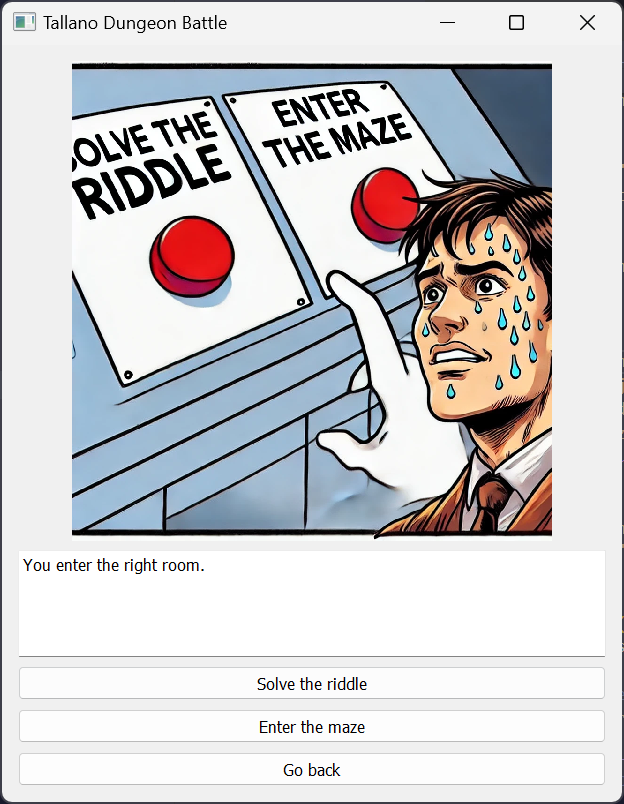 Tallano Dungeon Battle
OLVE THE
RIDDLE
ENTER
THE MAZE
You enter the right room.
Solve the riddle
Enter the maze
Go back